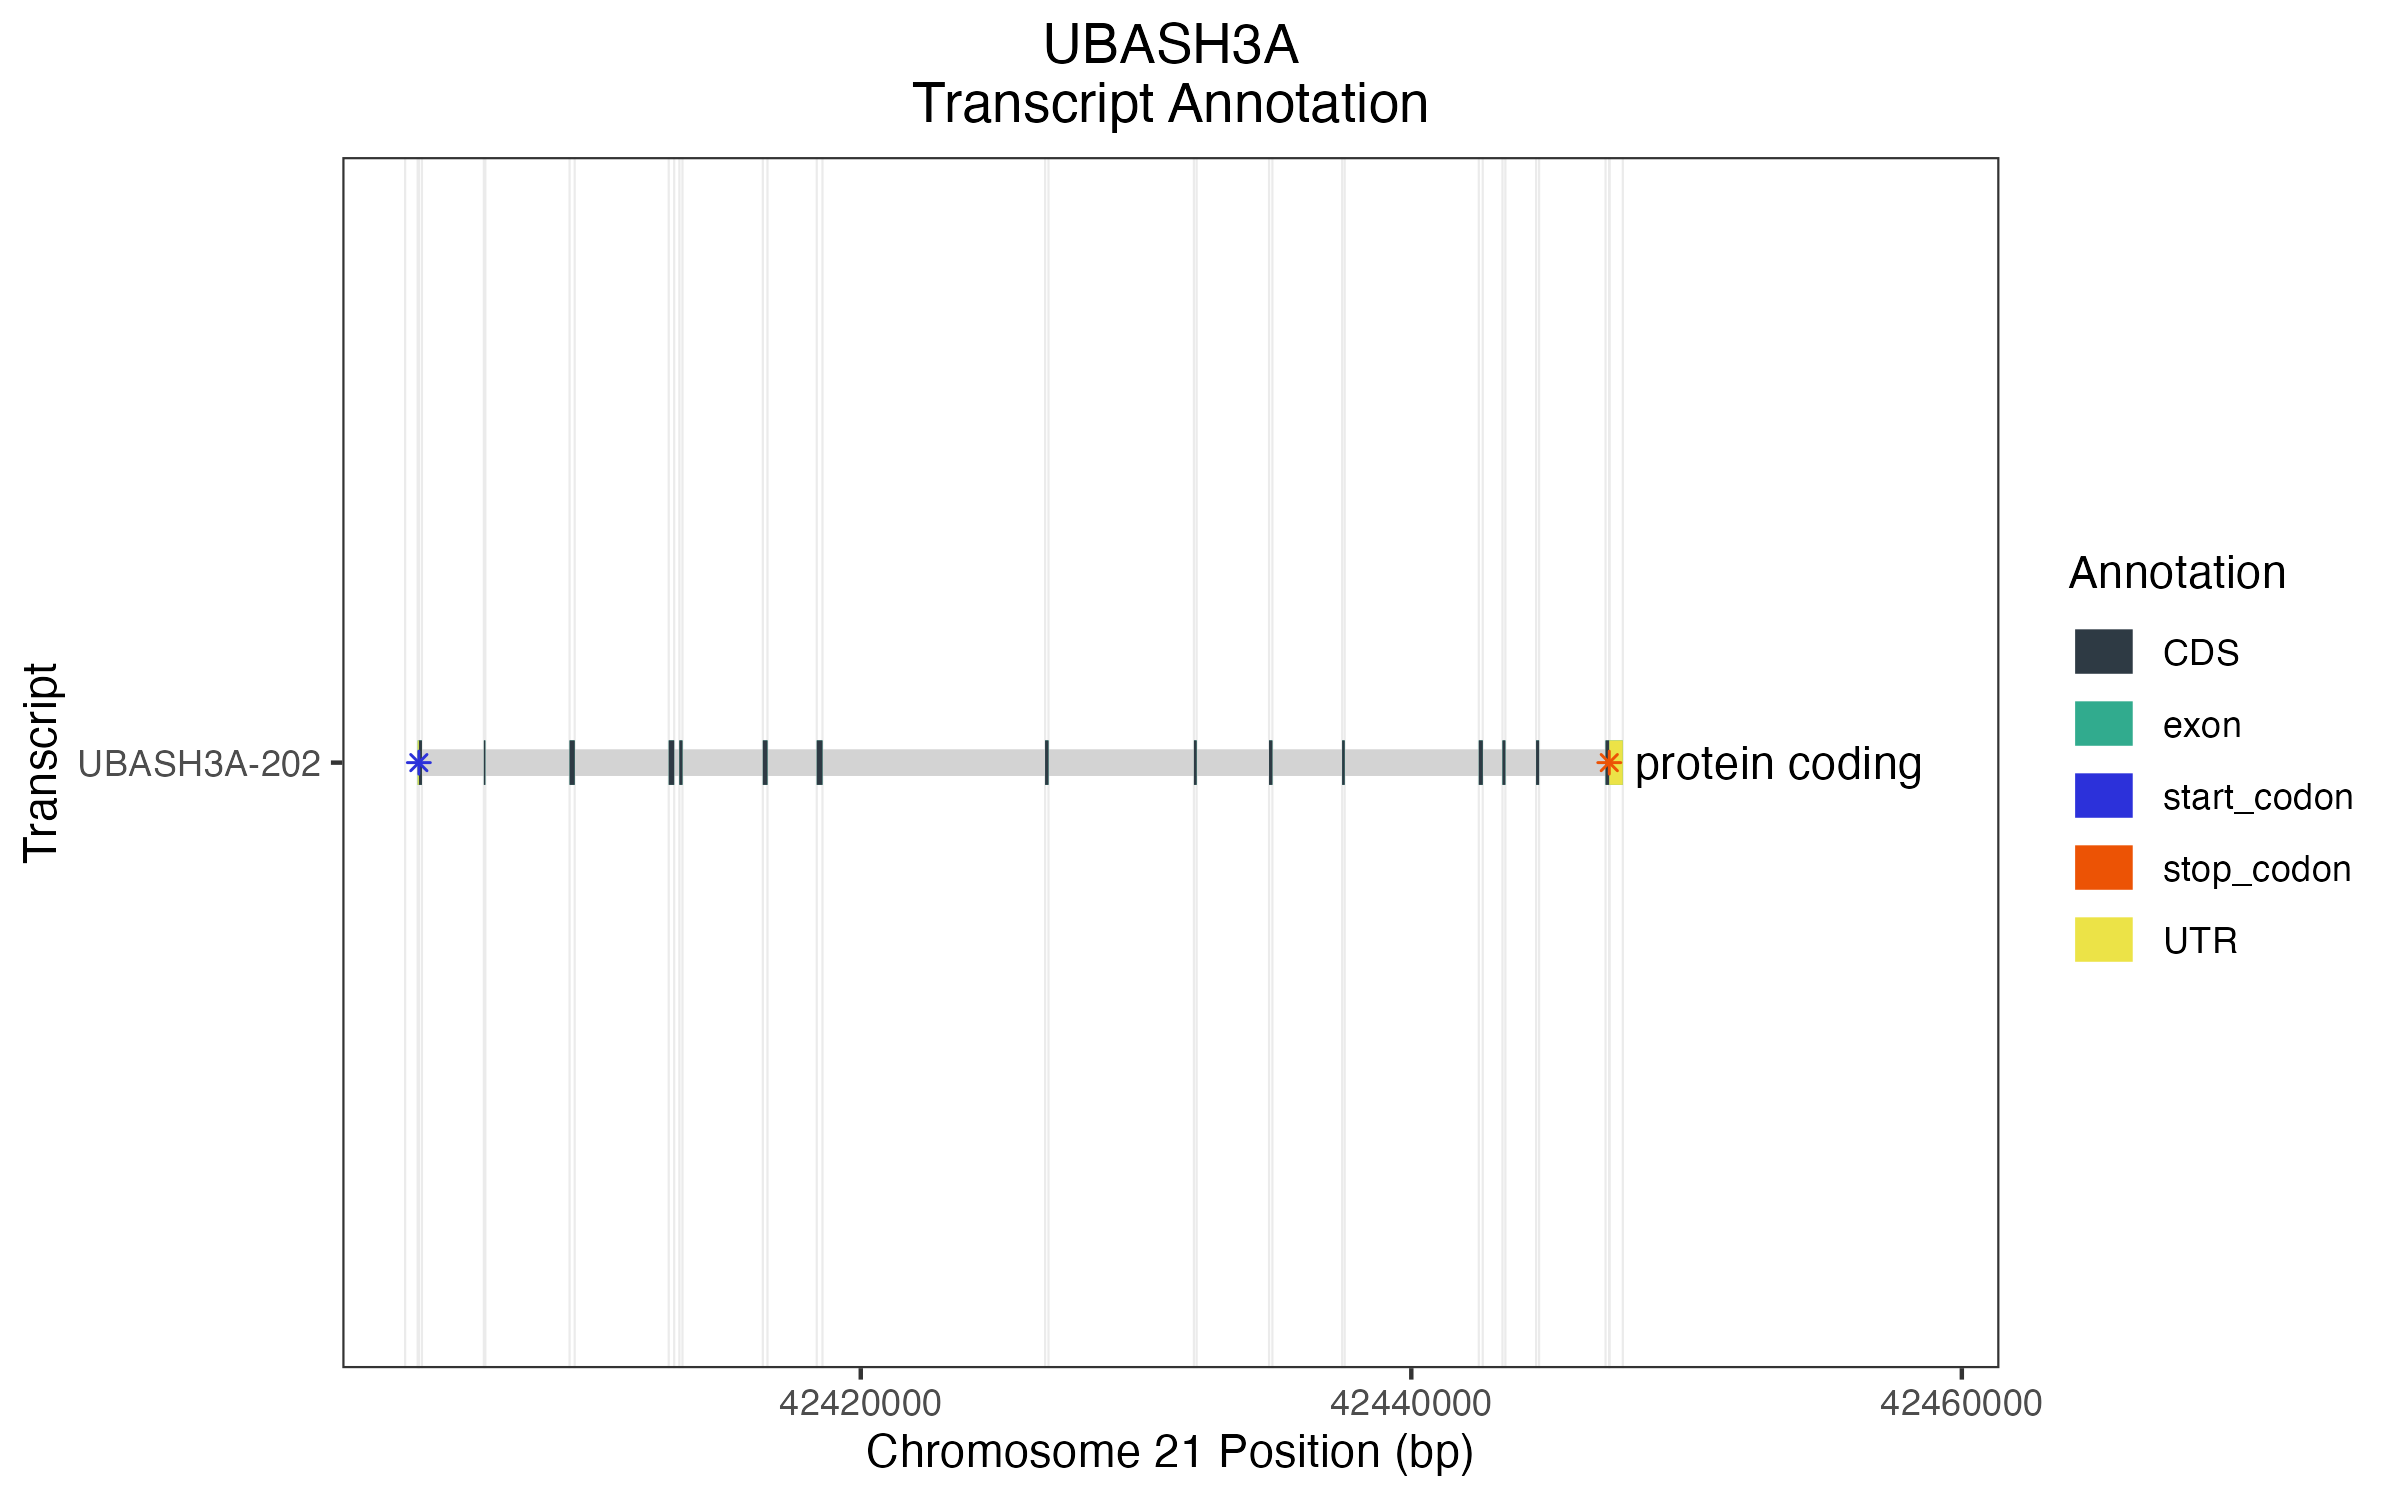 UBASH3A
Transcript Annotation
Transcript
UBASH3A-202
protein coding
42420000
42440000
42460000
Chromosome 21 Position (bp)
Annotation
CDS
exon
start_codon
stop_codon
UTR